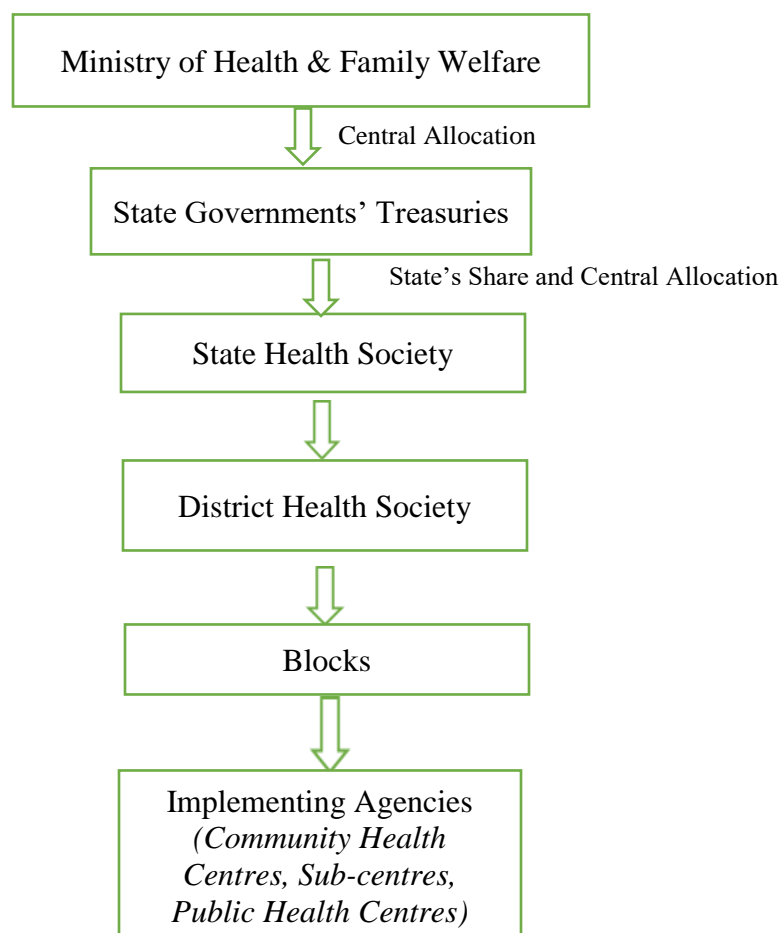 Ministry of Health & Family Welfare
Central Allocation
State Governments’ Treasuries
State’s Share and Central Allocation
State Health Society
District Health Society
Blocks
Implementing Agencies
(Community Health
Centres, Sub-centres,
Public Health Centres)